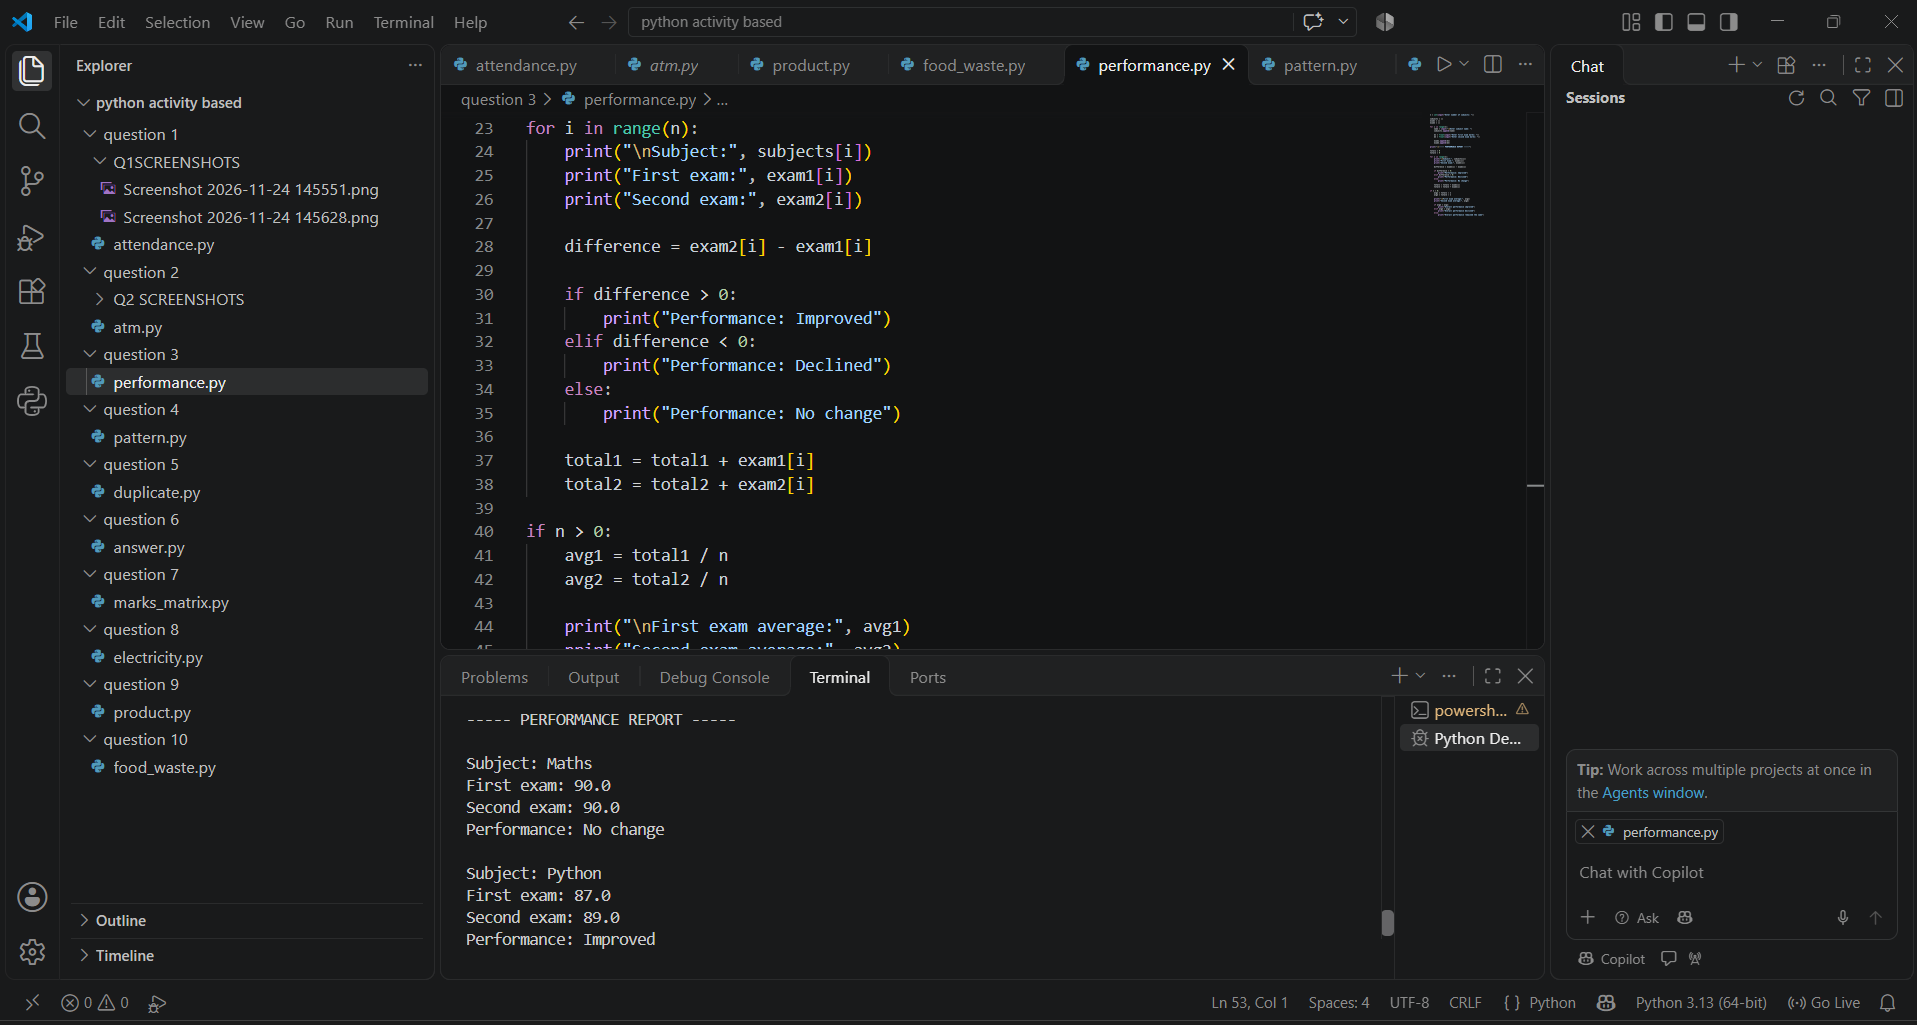 File Edit Selection View Go Run Terminal Help
python activity based
Explorer
python activity based
question 1
Q1SCREENSHOTS
Screenshot 2026-11-24 145551.png
Screenshot 2026-11-24 145628.png
attendance.py
question 2
Q2 SCREENSHOTS
atm.py
question 3
performance.py
question 4
pattern.py
question 5
duplicate.py
question 6
answer.py
question 7
marks_matrix.py
question 8
electricity.py
question 9
product.py
question 10
food_waste.py
Outline
Timeline
attendance.py atm.py product.py food_waste.py performance.py pattern.py
question 3 > performance.py > ...
23 for i in range(n):
24     print("\nSubject:", subjects[i])
25     print("First exam:", exam1[i])
26     print("Second exam:", exam2[i])
27
28     difference = exam2[i] - exam1[i]
29
30     if difference > 0:
31         print("Performance: Improved")
32     elif difference < 0:
33         print("Performance: Declined")
34     else:
35         print("Performance: No change")
36
37     total1 = total1 + exam1[i]
38     total2 = total2 + exam2[i]
39
40 if n > 0:
41     avg1 = total1 / n
42     avg2 = total2 / n
43
44     print("\nFirst exam average:", avg1)
45     print("Second exam average:", avg2)
Problems Output Debug Console Terminal Ports
----- PERFORMANCE REPORT -----
Subject: Maths
First exam: 90.0
Second exam: 90.0
Performance: No change
Subject: Python
First exam: 87.0
Second exam: 89.0
Performance: Improved
powersh...
Python De...
Chat
Sessions
Tip: Work across multiple projects at once in
the Agents window.
performance.py
Chat with Copilot
Ask
Copilot
0 0
Ln 53, Col 1 Spaces: 4 UTF-8 CRLF { } Python Python 3.13 (64-bit) Go Live